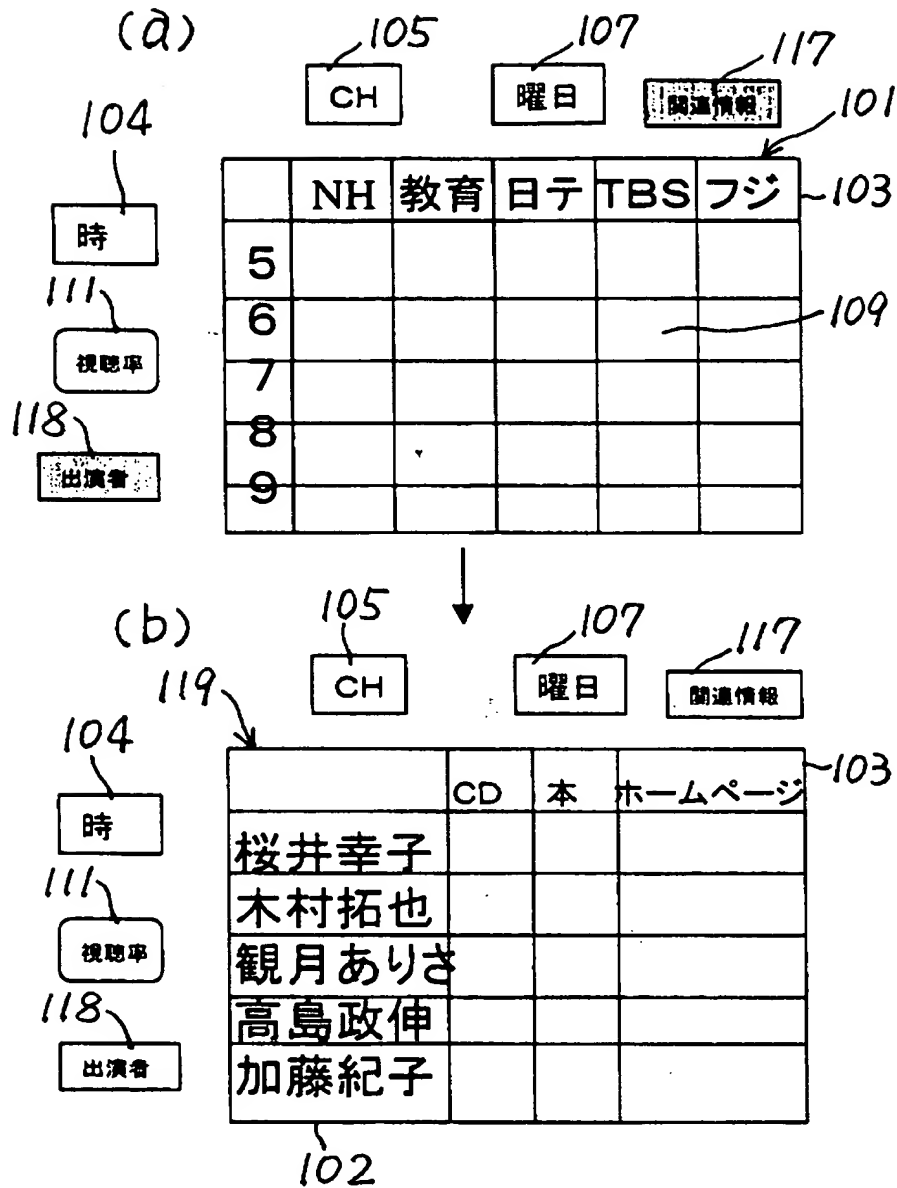 (a)
105
107
117
CH
曜日
関連情報
101
104
NH 教育 日テ TBS フジ
103
時
5
111
6
109
視聴率
7
118
8
出演者
9
(b)
105
107
117
CH
曜日
関連情報
119
104
103
CD 本 ホームページ
時
桜井幸子
111
木村拓也
視聴率
観月ありさ
118
高島政伸
出演者
加藤紀子
102